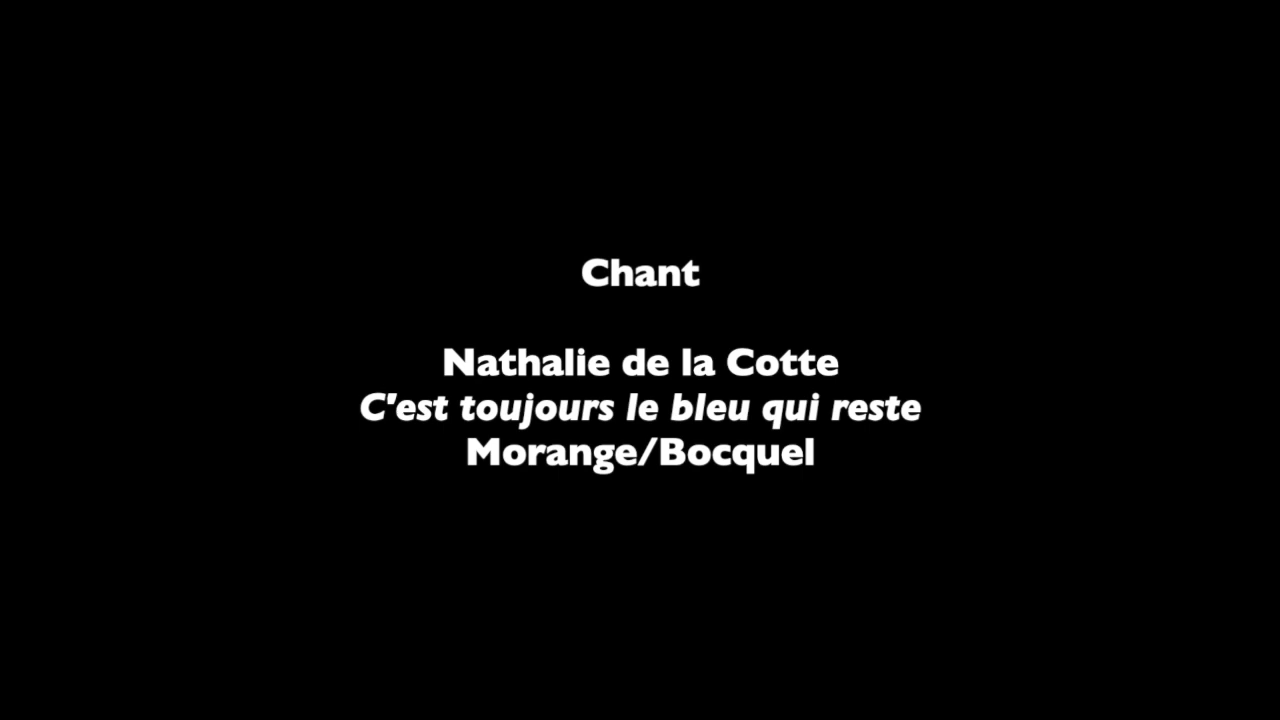 Chant
Nathalie de la Cotte
C'est toujours le bleu qui reste
Morange/Bocquel